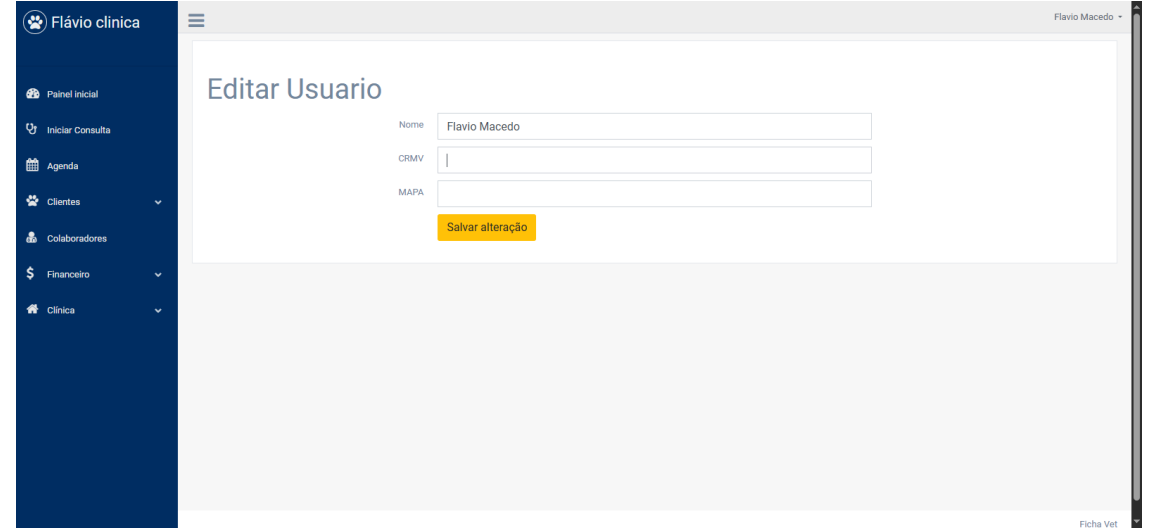 Flávio clinica
Flavio Macedo
Painel inicial
Iniciar Consulta
Agenda
Clientes
Colaboradores
Financeiro
Clínica
Editar Usuario
Nome Flavio Macedo
CRMV
MAPA
Salvar alteração
Ficha Vet